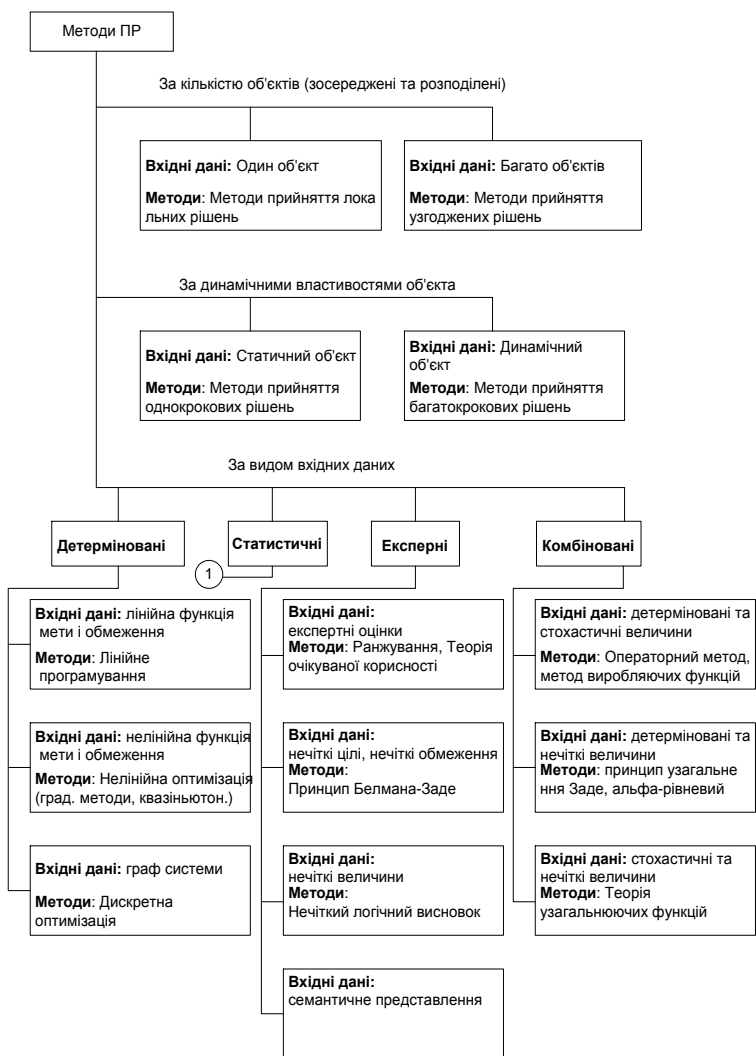 Методи ПР
За кількістю об'єктів (зосереджені та розподілені)
Вхідні дані: Один об'єкт
Методи: Методи прийняття лока
льних рішень
Вхідні дані: Багато об'єктів
Методи: Методи прийняття
узгоджених рішень
За динамічними властивостями об'єкта
Вхідні дані: Статичний об'єкт
Методи: Методи прийняття
однокрокових рішень
Вхідні дані: Динамічний
об'єкт
Методи: Методи прийняття
багатокрокових рішень
За видом вхідних даних
Детерміновані
Статистичні
Експерні
Комбіновані
1
Вхідні дані: лінійна функція
мети і обмеження
Методи: Лінійне
програмування
Вхідні дані: нелінійна функція
мети і обмеження
Методи: Нелінійна оптимізація
(град. методи, квазіньютон.)
Вхідні дані: граф системи
Методи: Дискретна
оптимізація
Вхідні дані:
експертні оцінки
Методи: Ранжування, Теорія
очікуваної корисності
Вхідні дані:
нечіткі цілі, нечіткі обмеження
Методи:
Принцип Белмана-Заде
Вхідні дані:
нечіткі величини
Методи:
Нечіткий логічний висновок
Вхідні дані:
семантичне представлення
Вхідні дані: детерміновані та
стохастичні величини
Методи: Операторний метод,
метод виробляючих функцій
Вхідні дані: детерміновані та
нечіткі величини
Методи: принцип узагальне
ння Заде, альфа-рівневий
Вхідні дані: стохастичні та
нечіткі величини
Методи: Теорія
узагальнюючих функцій